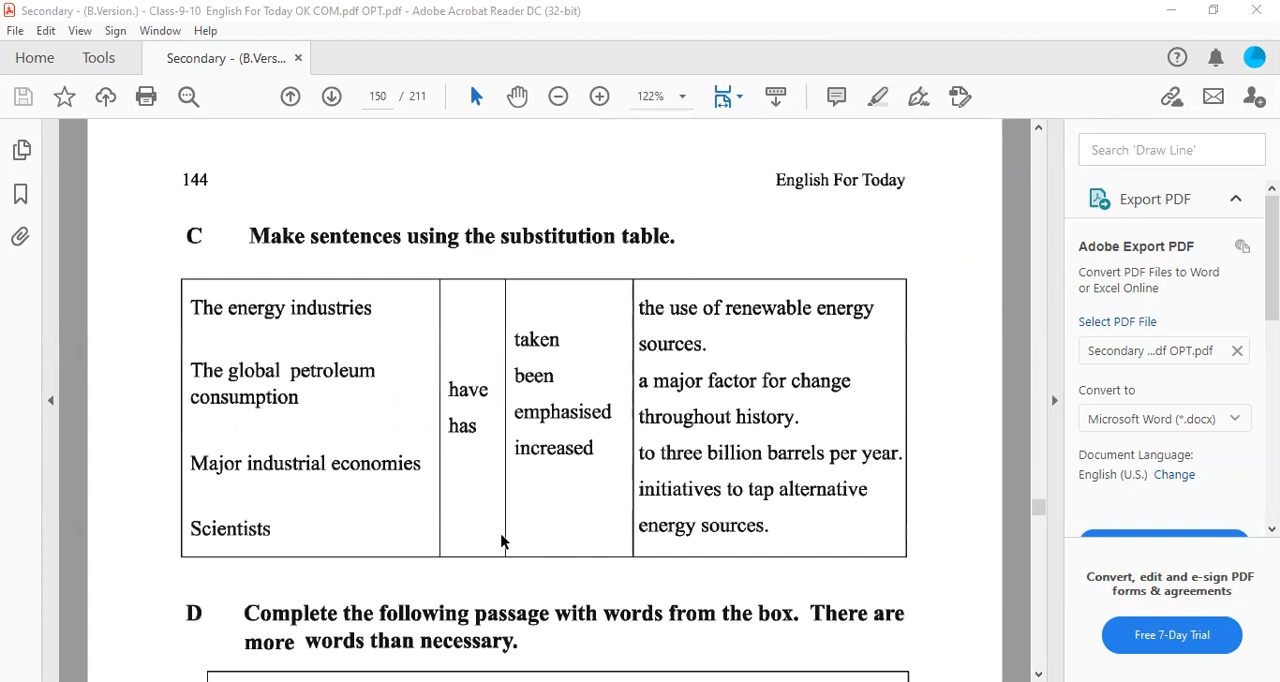 Secondary - (B.Version.) - Class-9-10  English For Today OK COM.pdf OPT.pdf - Adobe Acrobat Reader DC (32-bit)
File Edit View Sign Window Help
Home Tools Secondary - (B.Vers... ×
150 / 211 122%
Search 'Draw Line'
144 English For Today
Export PDF
C Make sentences using the substitution table.
Adobe Export PDF
Convert PDF Files to Word
or Excel Online
Select PDF File
Secondary ...df OPT.pdf
Convert to
Microsoft Word (*.docx)
Document Language:
English (U.S.) Change
The energy industries
The global petroleum
consumption
Major industrial economies
Scientists
have
has
taken
been
emphasised
increased
the use of renewable energy
sources.
a major factor for change
throughout history.
to three billion barrels per year.
initiatives to tap alternative
energy sources.
D Complete the following passage with words from the box. There are
more words than necessary.
Convert, edit and e-sign PDF
forms & agreements
Free 7-Day Trial